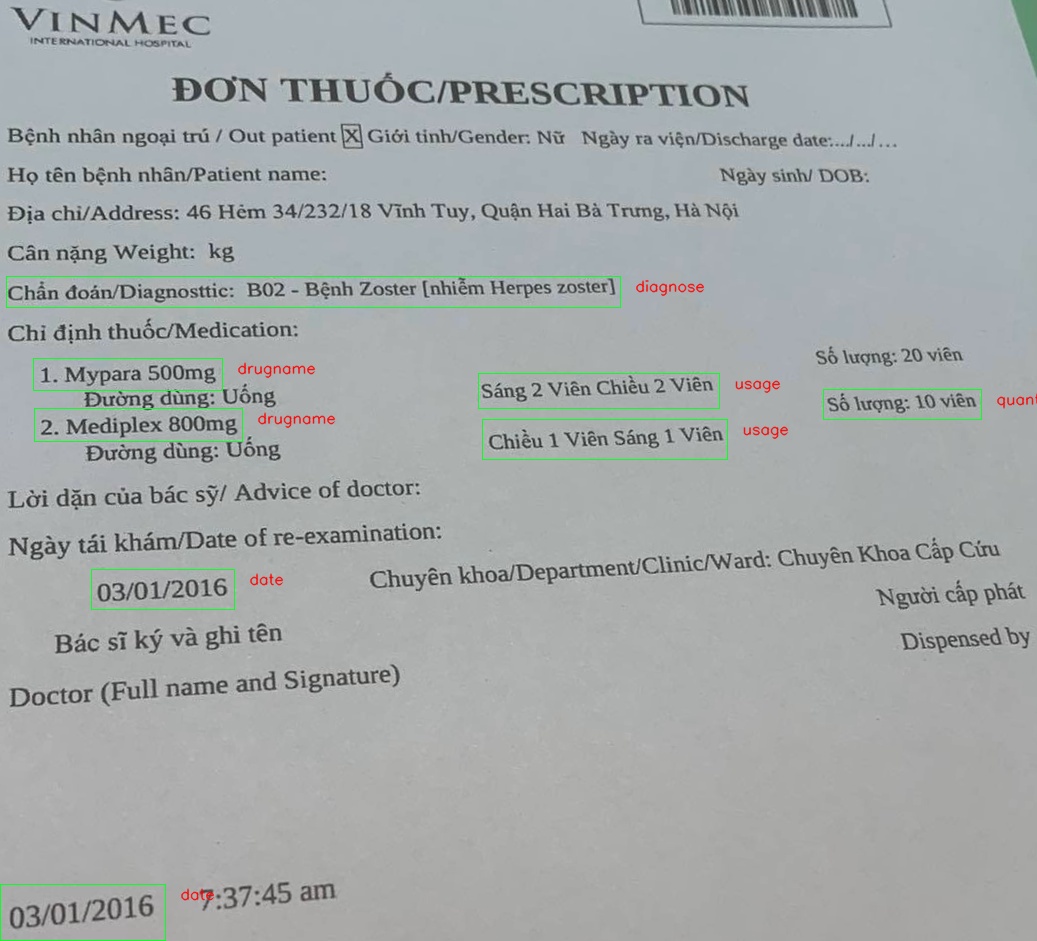 VINMEC
INTERNATIONAL HOSPITAL
ĐƠN THUỐC/PRESCRIPTION
Bệnh nhân ngoại trú / Out patient X Giới tính/Gender: Nữ Ngày ra viện/Discharge date:.../.../...
Họ tên bệnh nhân/Patient name: Ngày sinh/ DOB:
Địa chỉ/Address: 46 Hẻm 34/232/18 Vĩnh Tuy, Quận Hai Bà Trưng, Hà Nội
Cân nặng Weight: kg
Chẩn đoán/Diagnosttic: B02 - Bệnh Zoster [nhiễm Herpes zoster] diagnose
Chỉ định thuốc/Medication:
Số lượng: 20 viên
1. Mypara 500mg drugname
Sáng 2 Viên Chiều 2 Viên usage
Đường dùng: Uống
Số lượng: 10 viên quant
2. Mediplex 800mg drugname
Chiều 1 Viên Sáng 1 Viên usage
Đường dùng: Uống
Lời dặn của bác sỹ/ Advice of doctor:
Ngày tái khám/Date of re-examination:
Chuyên khoa/Department/Clinic/Ward: Chuyên Khoa Cấp Cứu
03/01/2016 date
Người cấp phát
Bác sĩ ký và ghi tên
Dispensed by
Doctor (Full name and Signature)
03/01/2016 date 7:37:45 am